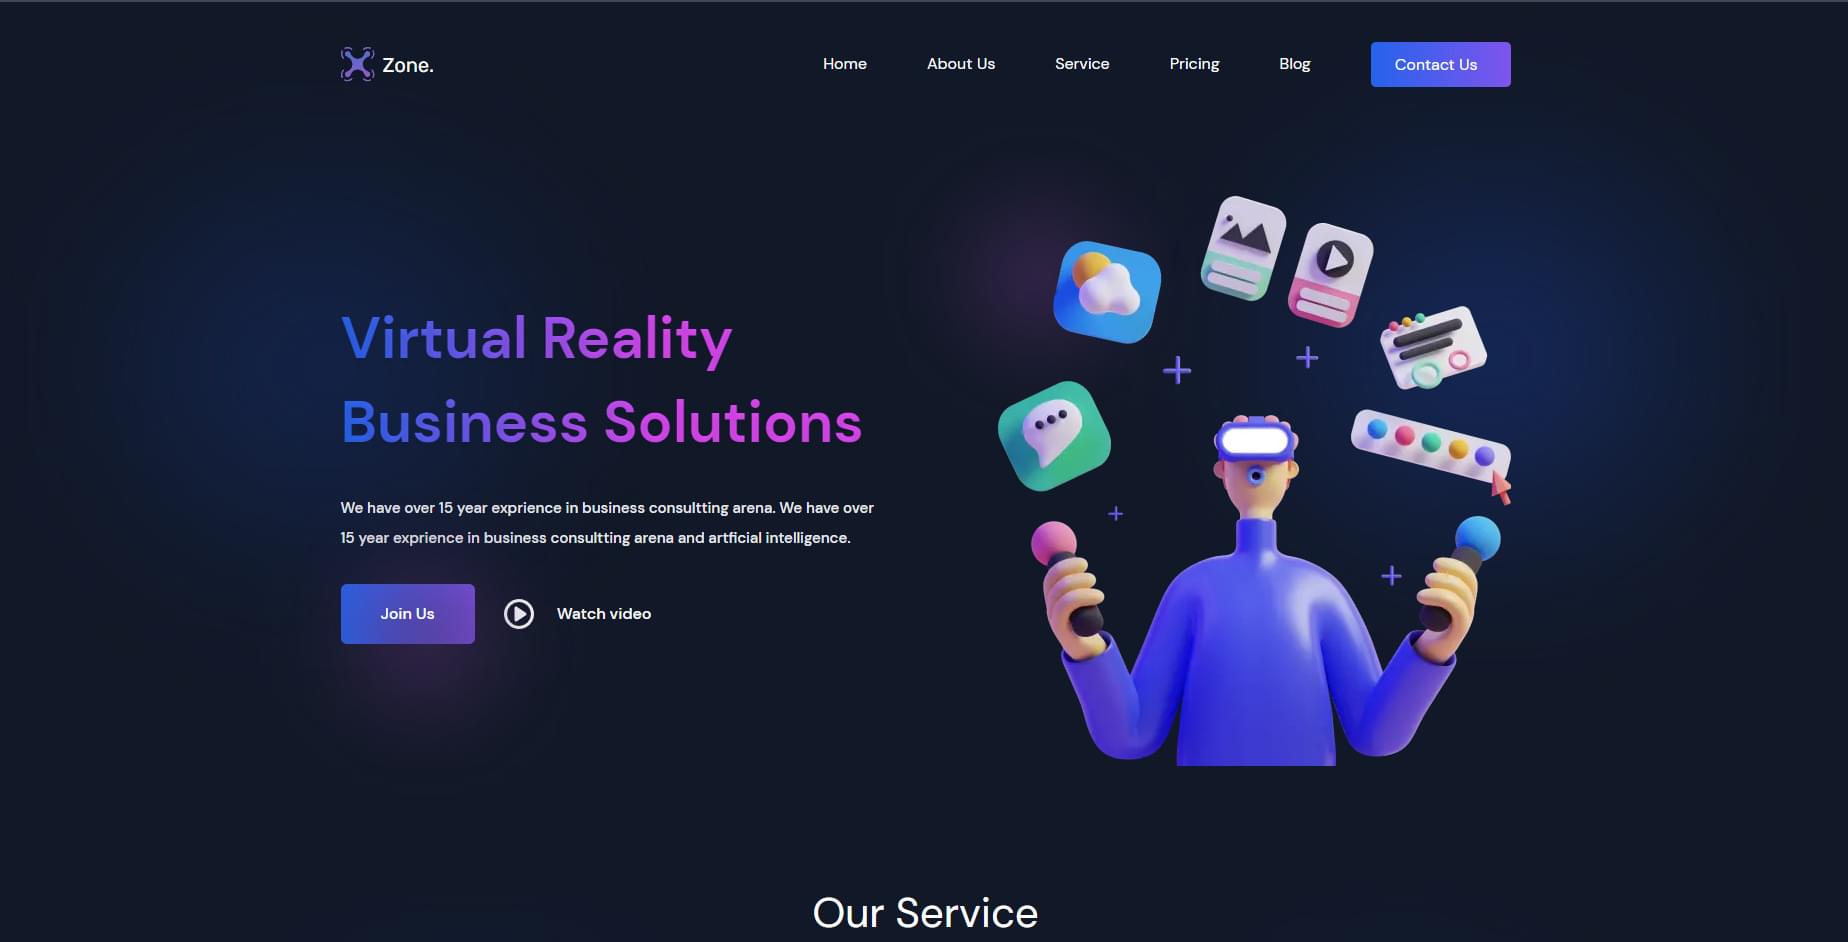 Zone.
Home About Us Service Pricing Blog Contact Us
Virtual Reality
Business Solutions
We have over 15 year exprience in business consultting arena. We have over
15 year exprience in business consultting arena and artficial intelligence.
Join Us Watch video
Our Service